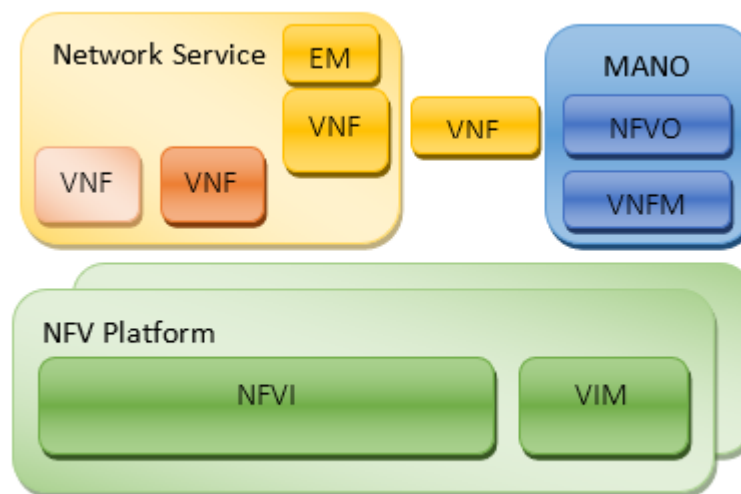 Network Service
EM
VNF
VNF
VNF
VNF
MANO
NFVO
VNFM
NFV Platform
NFVI
VIM